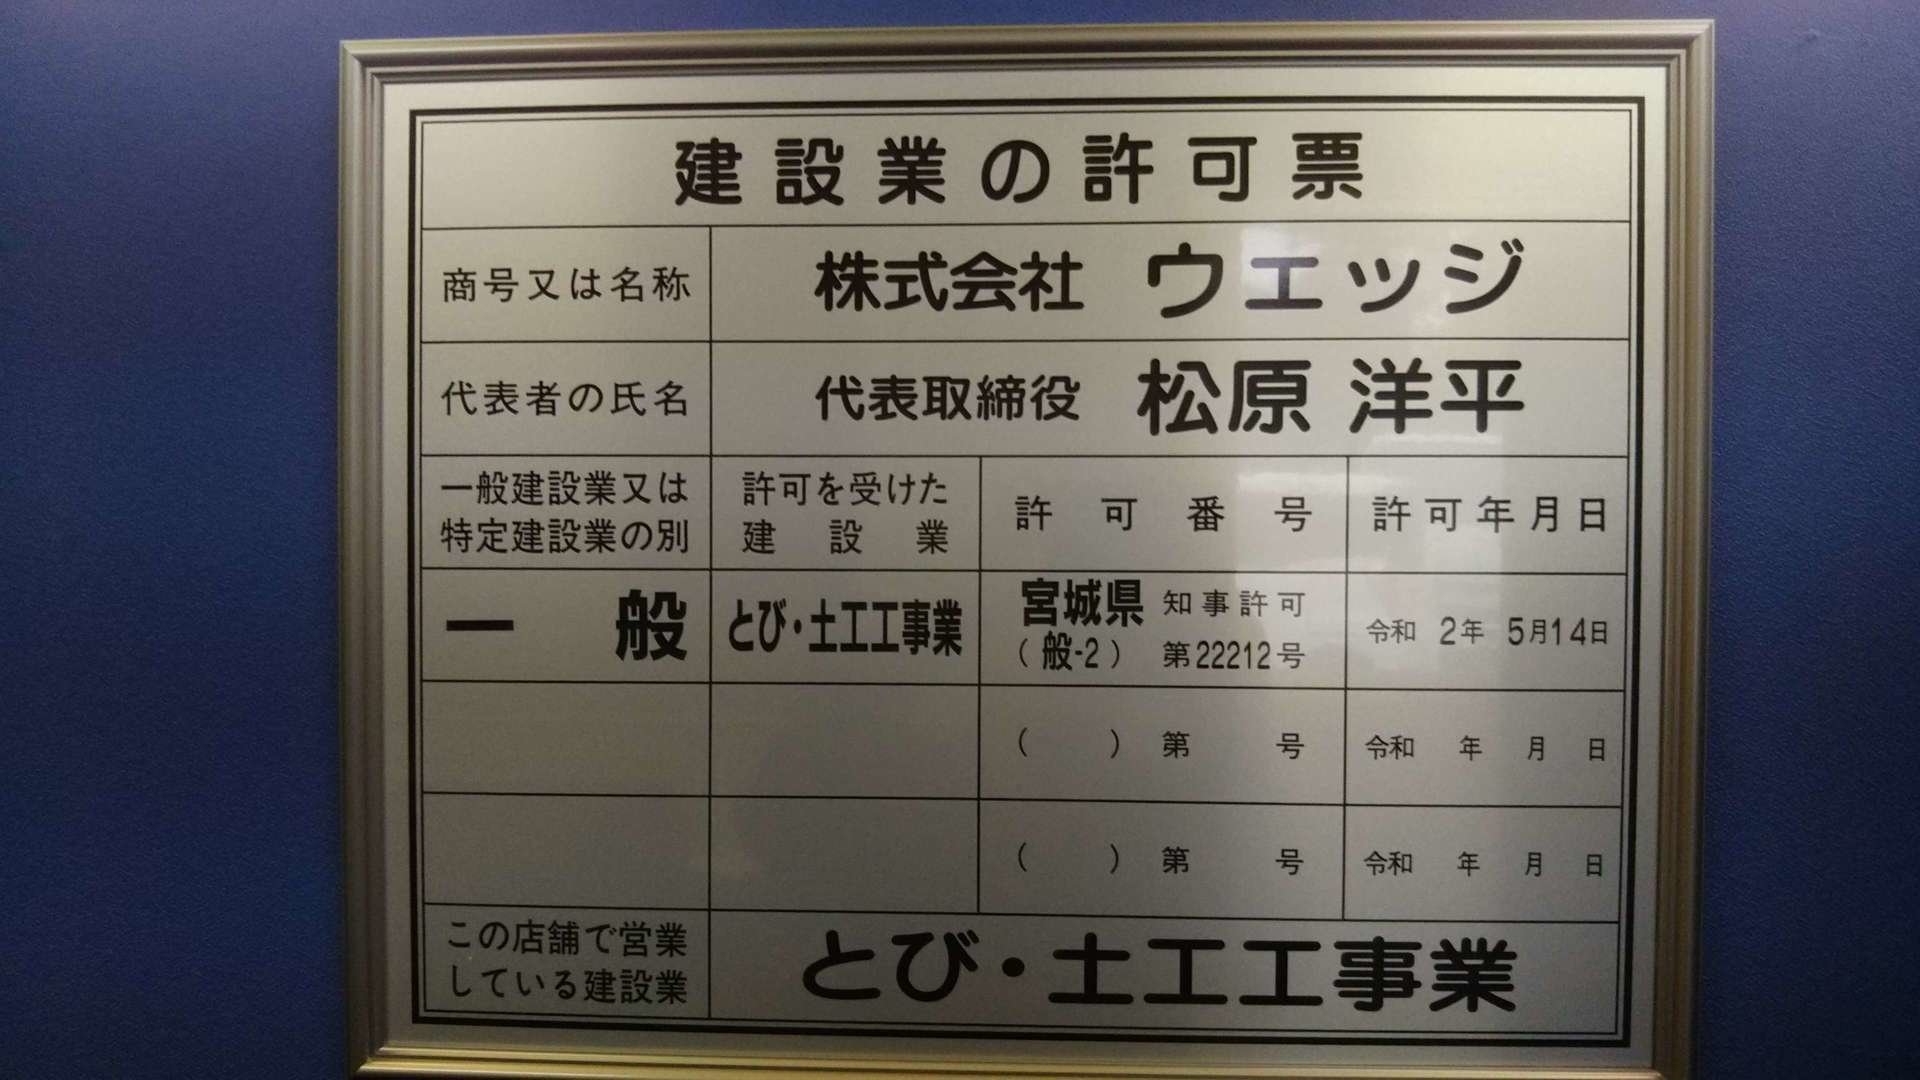 建設業の許可票
商号又は名称 株式会社 ウエッジ
代表者の氏名 代表取締役 松原 洋平
一般建設業又は
特定建設業の別
許可を受けた
建設業
許可番号
許可年月日
一般
とび・土工工事業
宮城県 知事許可
(般-2) 第22212号
令和 2年 5月14日
( ) 第 号
令和 年 月 日
( ) 第 号
令和 年 月 日
この店舗で営業
している建設業
とび・土工工事業